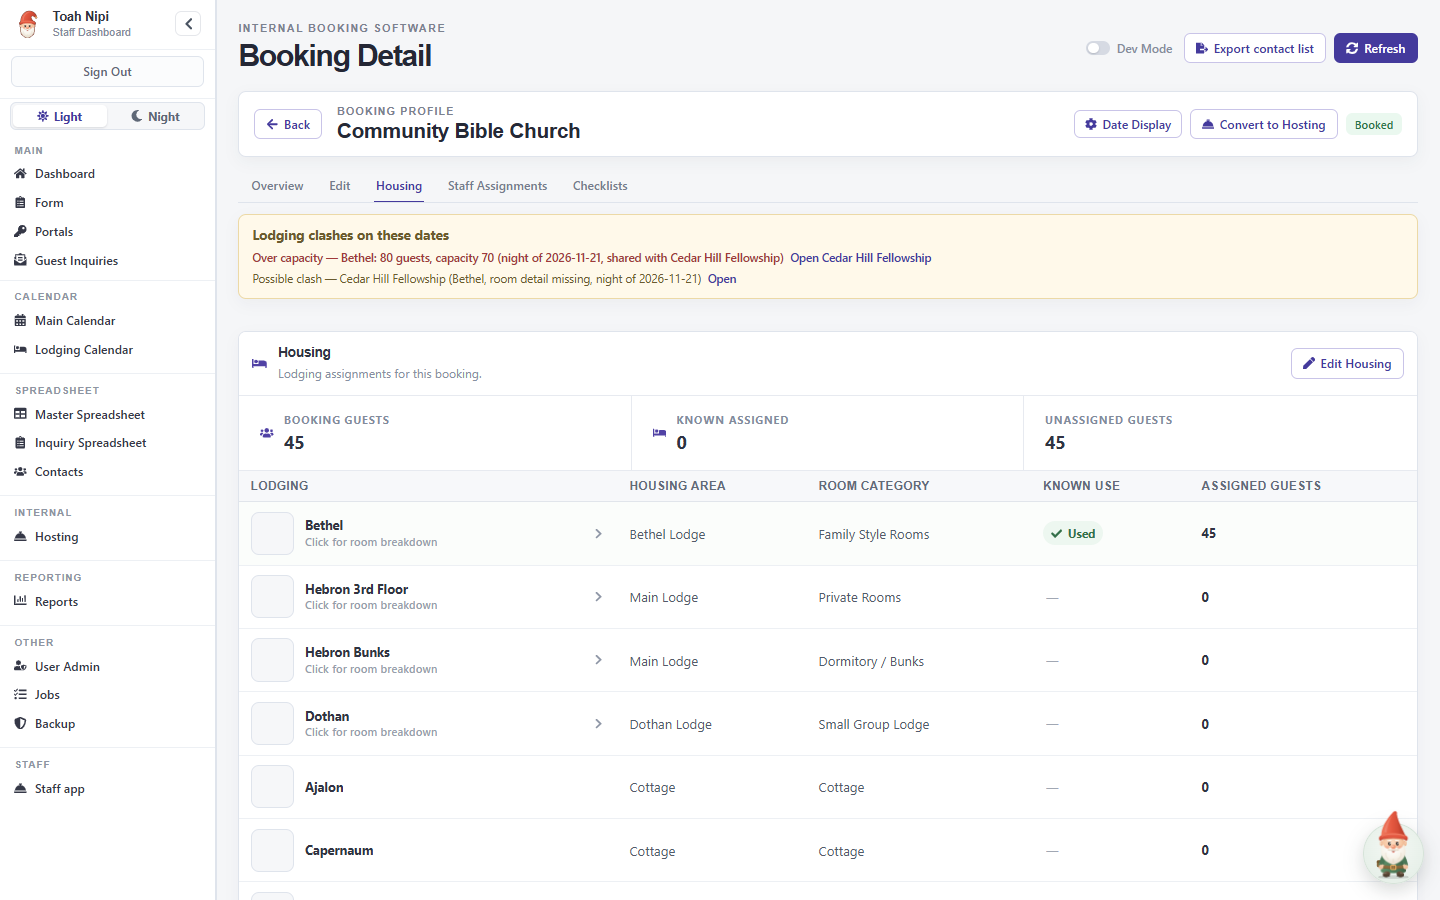 Toah Nipi
Staff Dashboard
Sign Out
Light
Night
MAIN
Dashboard
Form
Portals
Guest Inquiries
CALENDAR
Main Calendar
Lodging Calendar
SPREADSHEET
Master Spreadsheet
Inquiry Spreadsheet
Contacts
INTERNAL
Hosting
REPORTING
Reports
OTHER
User Admin
Jobs
Backup
STAFF
Staff app
INTERNAL BOOKING SOFTWARE
Booking Detail
Dev Mode
Export contact list
Refresh
Back
BOOKING PROFILE
Community Bible Church
Date Display
Convert to Hosting
Booked
Overview
Edit
Housing
Staff Assignments
Checklists
Lodging clashes on these dates
Over capacity — Bethel: 80 guests, capacity 70 (night of 2026-11-21, shared with Cedar Hill Fellowship) Open Cedar Hill Fellowship
Possible clash — Cedar Hill Fellowship (Bethel, room detail missing, night of 2026-11-21) Open
Housing
Lodging assignments for this booking.
Edit Housing
BOOKING GUESTS
45
KNOWN ASSIGNED
0
UNASSIGNED GUESTS
45
LODGING HOUSING AREA ROOM CATEGORY KNOWN USE ASSIGNED GUESTS
Bethel
Click for room breakdown
Bethel Lodge
Family Style Rooms
Used
45
Hebron 3rd Floor
Click for room breakdown
Main Lodge
Private Rooms
—
0
Hebron Bunks
Click for room breakdown
Main Lodge
Dormitory / Bunks
—
0
Dothan
Click for room breakdown
Dothan Lodge
Small Group Lodge
—
0
Ajalon
Cottage
Cottage
—
0
Capernaum
Cottage
Cottage
—
0